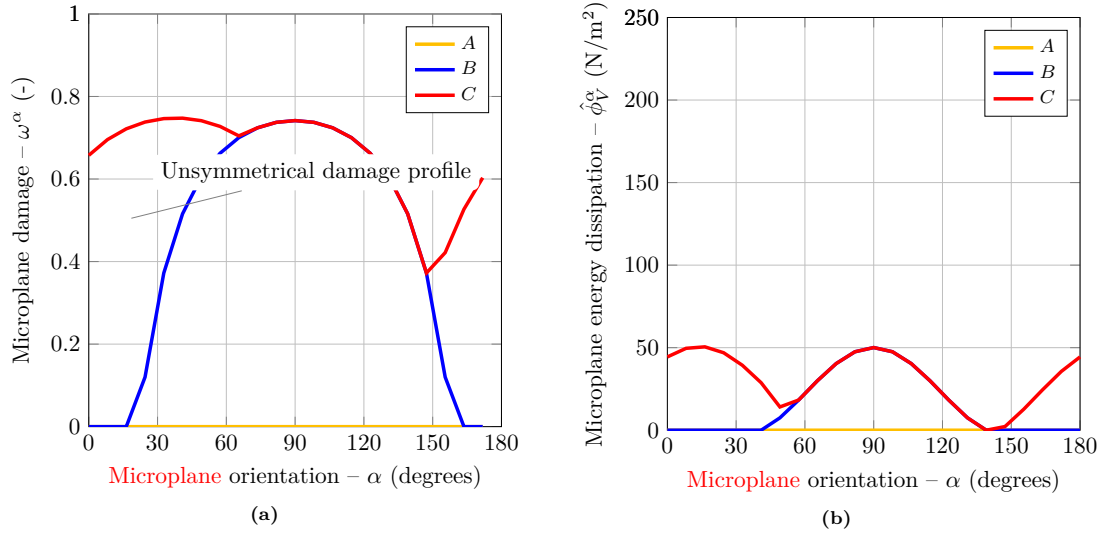 1
0.8
0.6
0.4
0.2
0
0 30 60 90 120 150 180
Microplane damage – ω^α (-)
Microplane orientation – α (degrees)
A
B
C
Unsymmetrical damage profile
(a)
250
200
150
100
50
0
0 30 60 90 120 150 180
Microplane energy dissipation – ϕ̂_V^α (N/m²)
Microplane orientation – α (degrees)
A
B
C
(b)